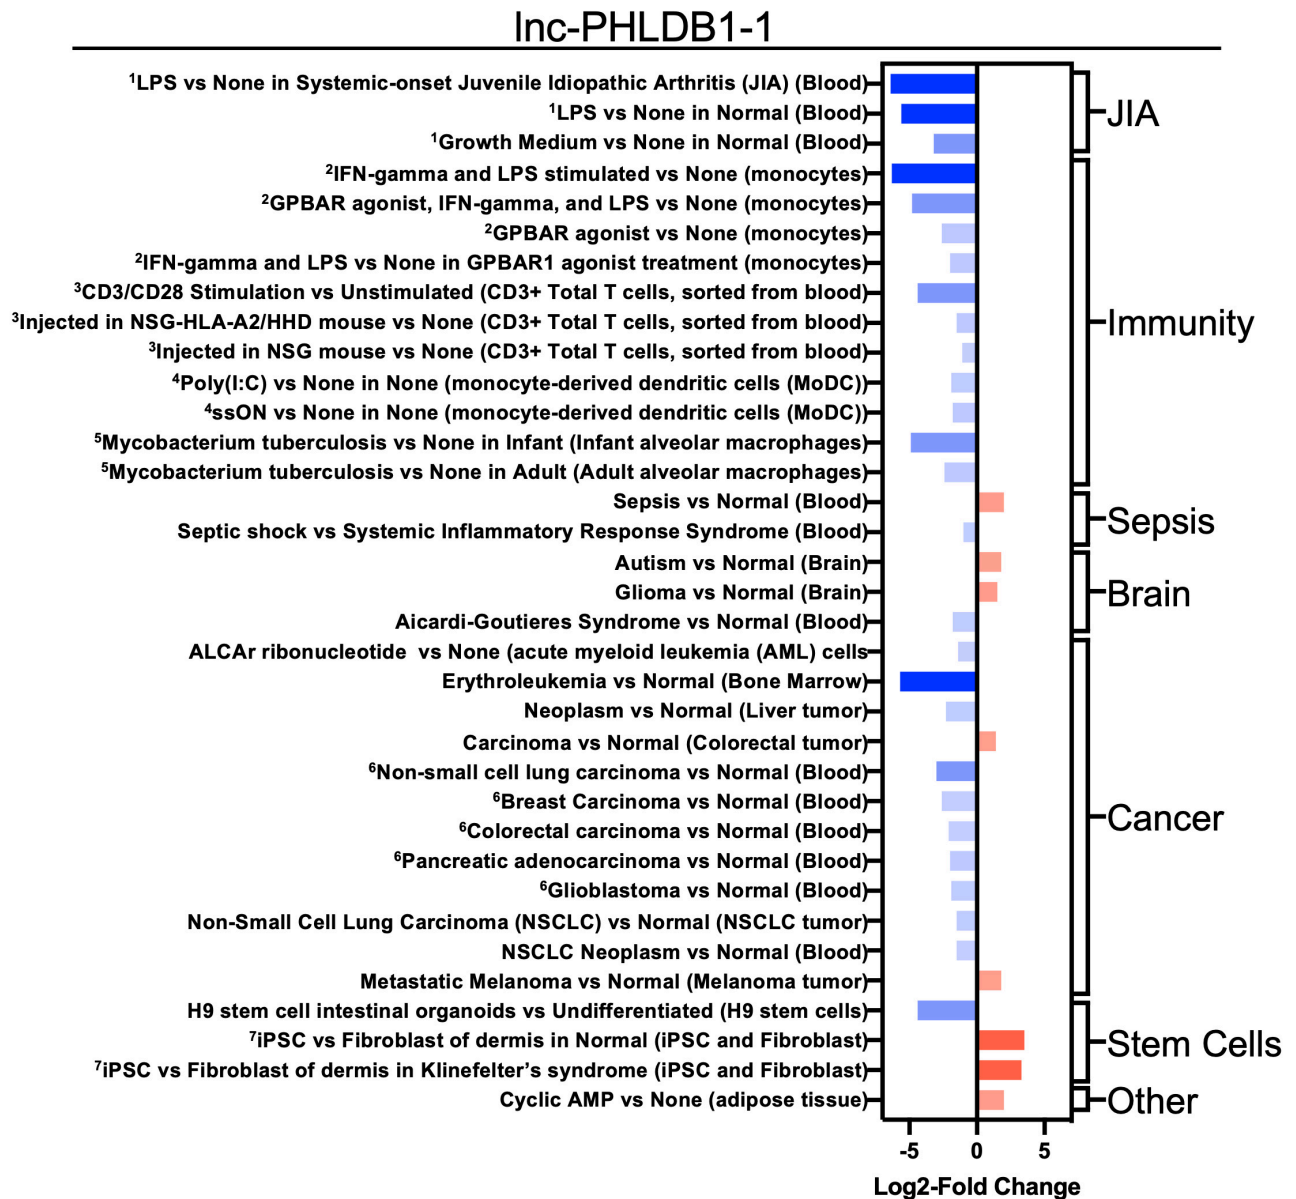 lnc-PHLDB1-1
¹LPS vs None in Systemic-onset Juvenile Idiopathic Arthritis (JIA) (Blood)
¹LPS vs None in Normal (Blood)
¹Growth Medium vs None in Normal (Blood)
JIA
²IFN-gamma and LPS stimulated vs None (monocytes)
²GPBAR agonist, IFN-gamma, and LPS vs None (monocytes)
²GPBAR agonist vs None (monocytes)
²IFN-gamma and LPS vs None in GPBAR1 agonist treatment (monocytes)
³CD3/CD28 Stimulation vs Unstimulated (CD3+ Total T cells, sorted from blood)
³Injected in NSG-HLA-A2/HHD mouse vs None (CD3+ Total T cells, sorted from blood)
³Injected in NSG mouse vs None (CD3+ Total T cells, sorted from blood)
⁴Poly(I:C) vs None in None (monocyte-derived dendritic cells (MoDC))
⁴ssON vs None in None (monocyte-derived dendritic cells (MoDC))
⁵Mycobacterium tuberculosis vs None in Infant (Infant alveolar macrophages)
⁵Mycobacterium tuberculosis vs None in Adult (Adult alveolar macrophages)
Immunity
Sepsis vs Normal (Blood)
Septic shock vs Systemic Inflammatory Response Syndrome (Blood)
Sepsis
Autism vs Normal (Brain)
Glioma vs Normal (Brain)
Aicardi-Goutieres Syndrome vs Normal (Blood)
Brain
ALCAr ribonucleotide  vs None (acute myeloid leukemia (AML) cells
Erythroleukemia vs Normal (Bone Marrow)
Neoplasm vs Normal (Liver tumor)
Carcinoma vs Normal (Colorectal tumor)
⁶Non-small cell lung carcinoma vs Normal (Blood)
⁶Breast Carcinoma vs Normal (Blood)
⁶Colorectal carcinoma vs Normal (Blood)
⁶Pancreatic adenocarcinoma vs Normal (Blood)
⁶Glioblastoma vs Normal (Blood)
Non-Small Cell Lung Carcinoma (NSCLC) vs Normal (NSCLC tumor)
NSCLC Neoplasm vs Normal (Blood)
Metastatic Melanoma vs Normal (Melanoma tumor)
Cancer
H9 stem cell intestinal organoids vs Undifferentiated (H9 stem cells)
⁷iPSC vs Fibroblast of dermis in Normal (iPSC and Fibroblast)
⁷iPSC vs Fibroblast of dermis in Klinefelter’s syndrome (iPSC and Fibroblast)
Stem Cells
Cyclic AMP vs None (adipose tissue)
Other
-5 0 5
Log2-Fold Change